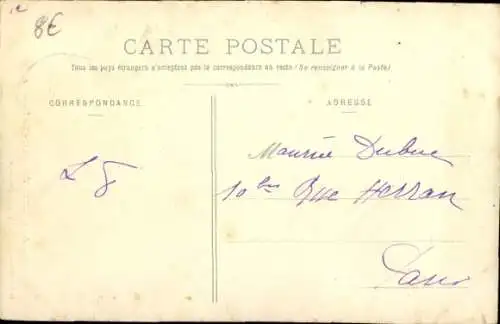 8€
CARTE POSTALE
Tous les pays étrangers n'acceptent pas la correspondance au recto (Se renseigner à la Poste)
CORRESPONDANCE
ADRESSE
Maurice Dubuc
10 bis Rue Herran
Paris